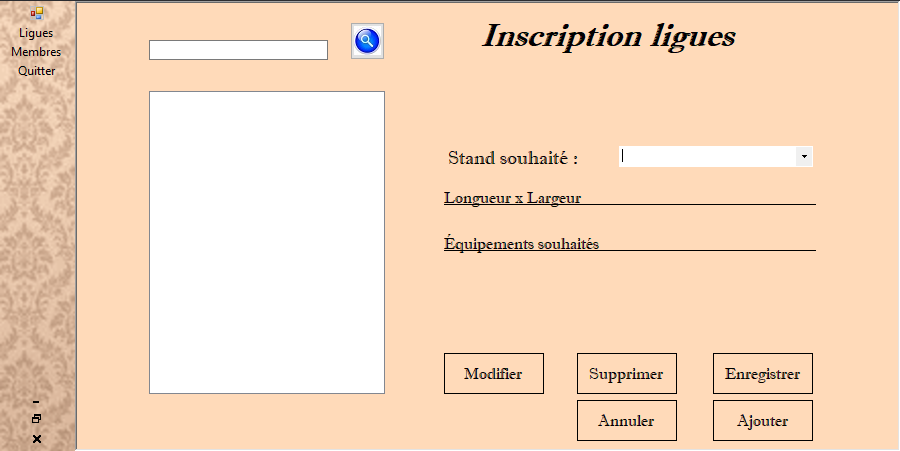 Ligues
Membres
Quitter
Inscription ligues
Stand souhaité :
Longueur x Largeur
Équipements souhaités
Modifier
Supprimer
Enregistrer
Annuler
Ajouter